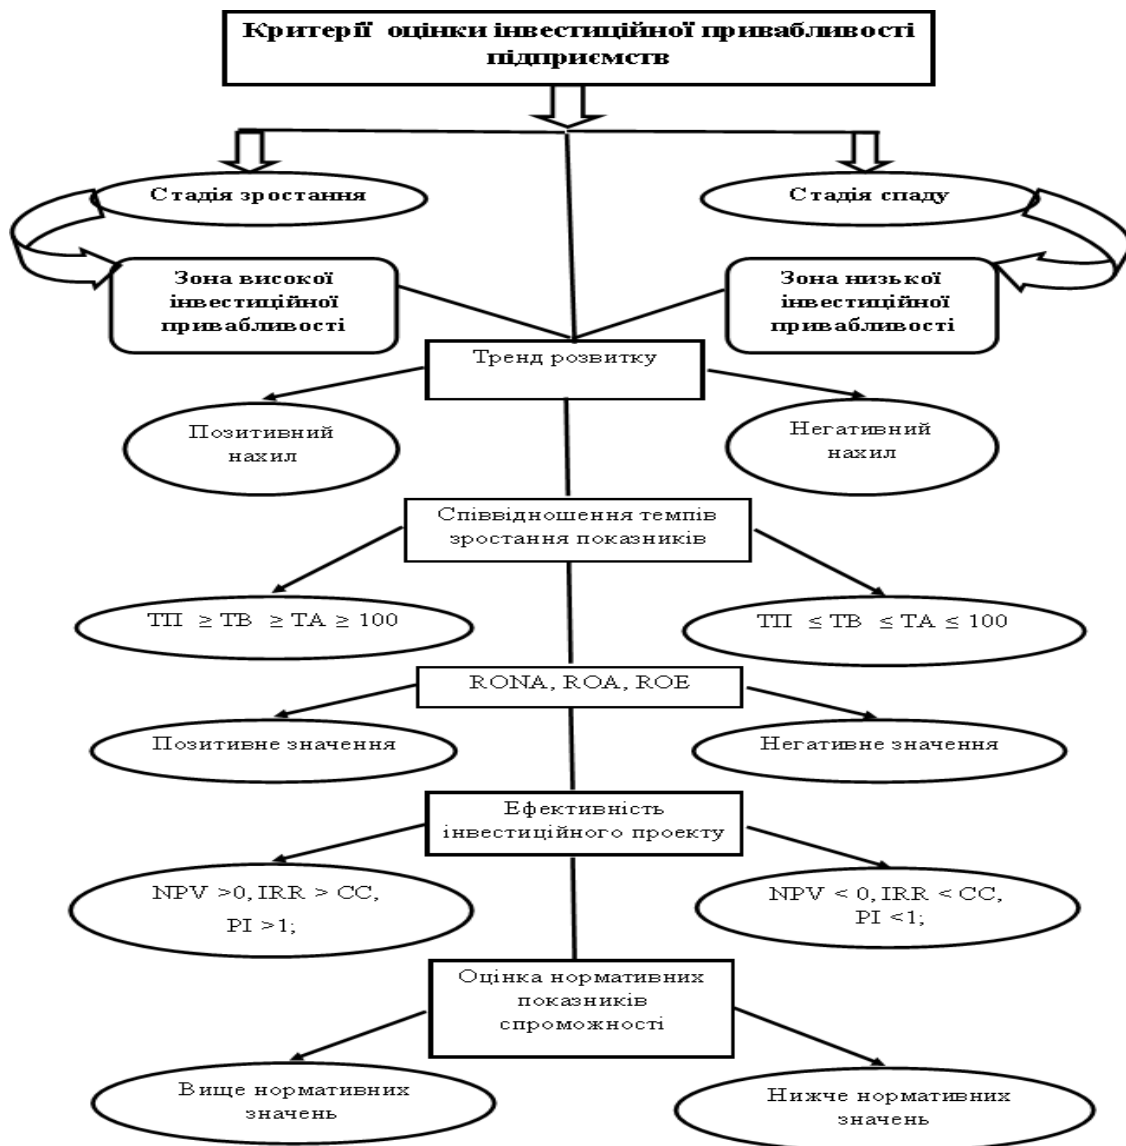 Критерії оцінки інвестиційної привабливості
підприємств
Стадія зростання
Стадія спаду
Зона високої
інвестиційної
привабливості
Зона низької
інвестиційної
привабливості
Тренд розвитку
Позитивний
нахил
Негативний
нахил
Співвідношення темпів
зростання показників
ТП ≥ ТВ ≥ ТА ≥ 100
ТП ≤ ТВ ≤ ТА ≤ 100
RONA, ROA, ROE
Позитивне значення
Негативне значення
Ефективність
інвестиційного проекту
NPV >0, IRR > CC,
PI >1;
NPV < 0, IRR < CC,
PI <1;
Оцінка нормативних
показників
спроможності
Вище нормативних
значень
Нижче нормативних
значень